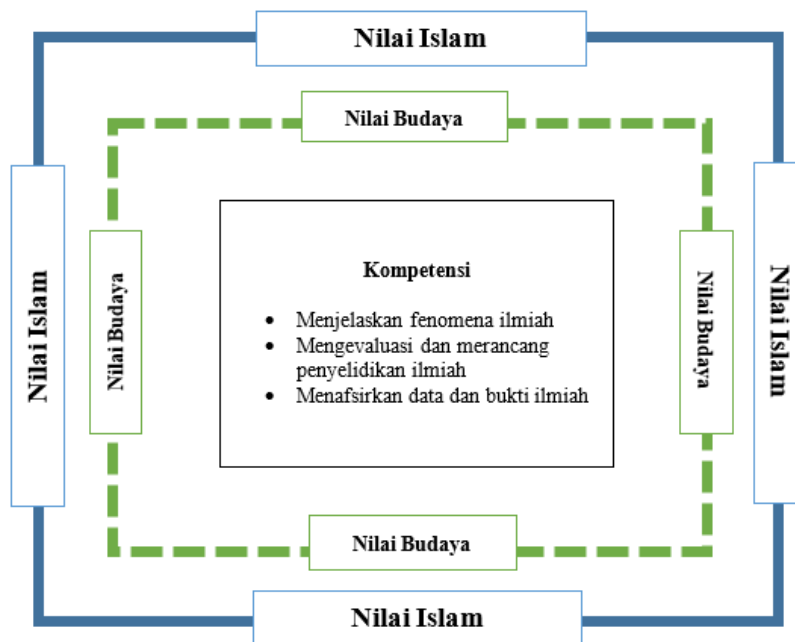 Nilai Islam
Nilai Budaya
Nilai Islam
Nilai Budaya
Kompetensi
• Menjelaskan fenomena ilmiah
• Mengevaluasi dan merancang
penyelidikan ilmiah
• Menafsirkan data dan bukti ilmiah
Nilai Budaya
Nilai Islam
Nilai Budaya
Nilai Islam